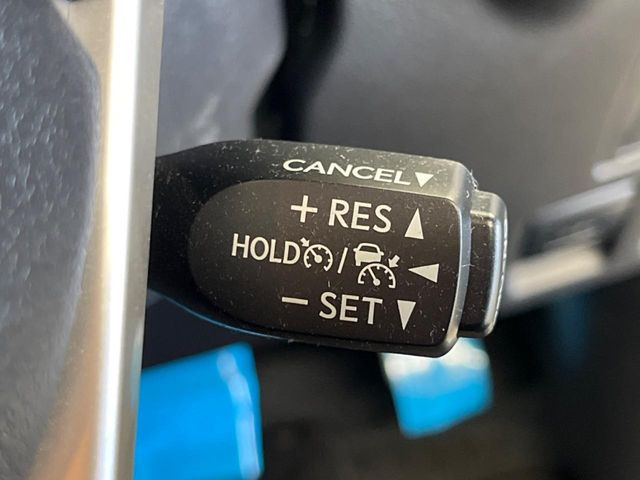 CANCEL▼
+ RES ▲
HOLD / ◀
− SET ▼